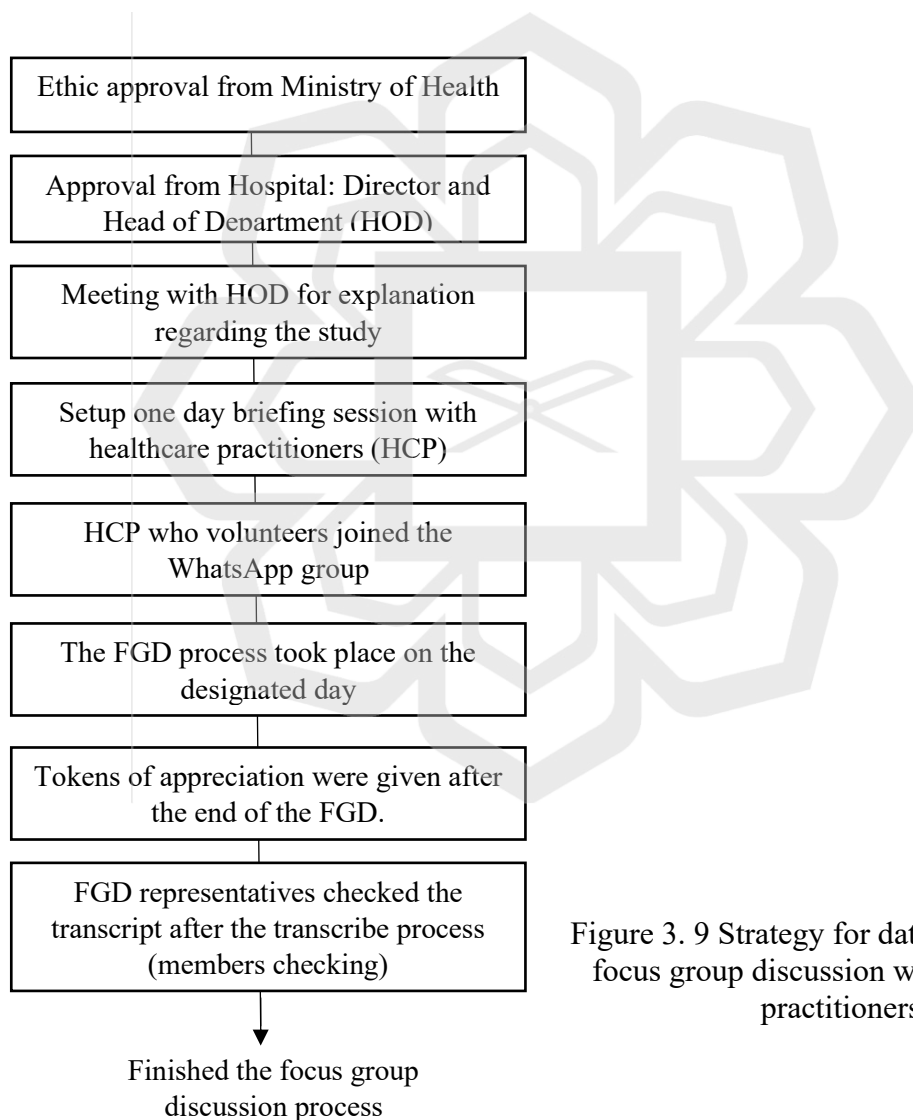 Ethic approval from Ministry of Health
Approval from Hospital: Director and
Head of Department (HOD)
Meeting with HOD for explanation
regarding the study
Setup one day briefing session with
healthcare practitioners (HCP)
HCP who volunteers joined the
WhatsApp group
The FGD process took place on the
designated day
Tokens of appreciation were given after
the end of the FGD.
FGD representatives checked the
transcript after the transcribe process
(members checking)
Figure 3. 9 Strategy for dat
focus group discussion w
practitioners
Finished the focus group
discussion process